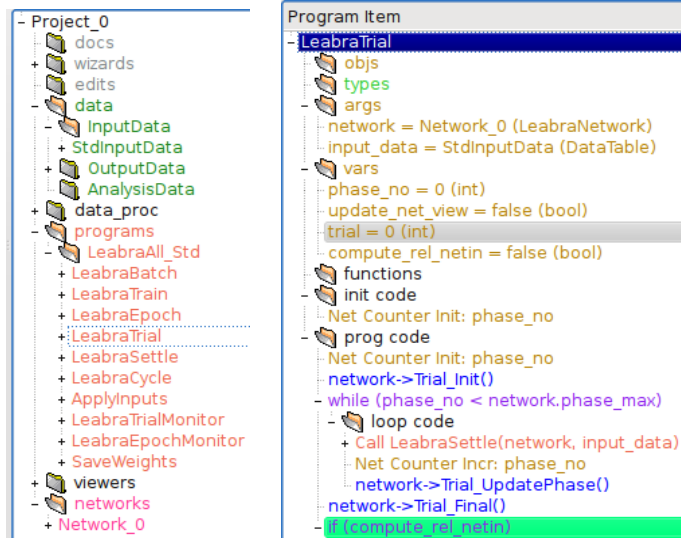 Project_0
docs
wizards
edits
data
InputData
StdInputData
OutputData
AnalysisData
data_proc
programs
LeabraAll_Std
LeabraBatch
LeabraTrain
LeabraEpoch
LeabraTrial
LeabraSettle
LeabraCycle
ApplyInputs
LeabraTrialMonitor
LeabraEpochMonitor
SaveWeights
viewers
networks
Network_0
Program Item
LeabraTrial
objs
types
args
network = Network_0 (LeabraNetwork)
input_data = StdInputData (DataTable)
vars
phase_no = 0 (int)
update_net_view = false (bool)
trial = 0 (int)
compute_rel_netin = false (bool)
functions
init code
Net Counter Init: phase_no
prog code
Net Counter Init: phase_no
network->Trial_Init()
while (phase_no < network.phase_max)
loop code
Call LeabraSettle(network, input_data)
Net Counter Incr: phase_no
network->Trial_UpdatePhase()
network->Trial_Final()
if (compute_rel_netin)